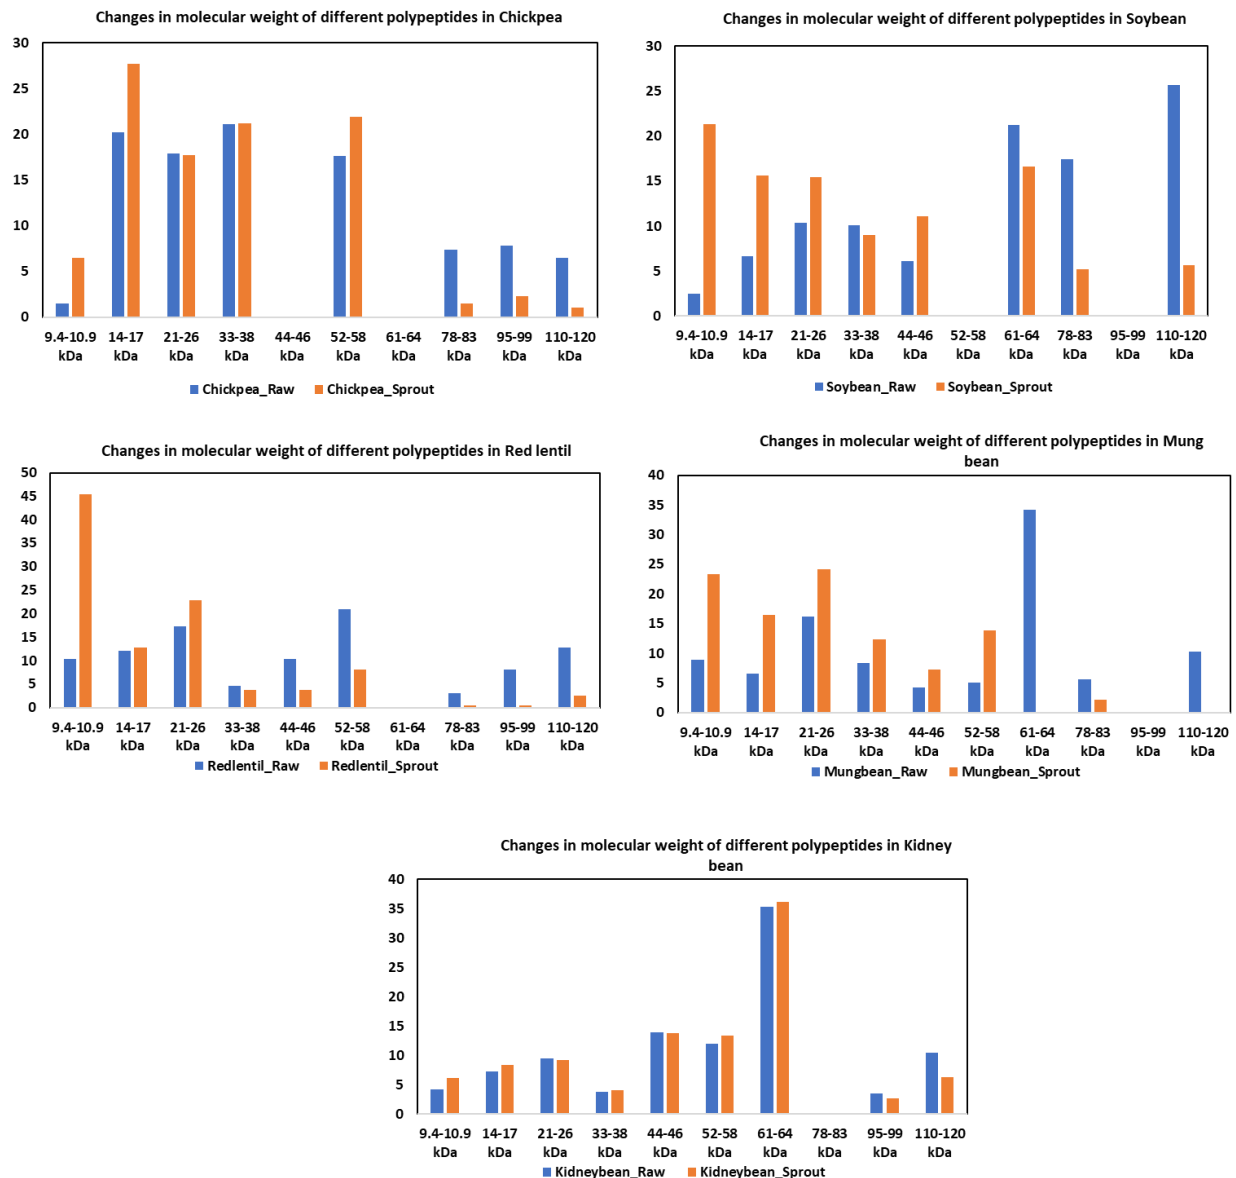 Changes in molecular weight of different polypeptides in Chickpea
30
25
20
15
10
5
0
9.4-10.9 14-17 21-26 33-38 44-46 52-58 61-64 78-83 95-99 110-120
kDa kDa kDa kDa kDa kDa kDa kDa kDa kDa
Chickpea_Raw Chickpea_Sprout
Changes in molecular weight of different polypeptides in Soybean
30
25
20
15
10
5
0
9.4-10.9 14-17 21-26 33-38 44-46 52-58 61-64 78-83 95-99 110-120
kDa kDa kDa kDa kDa kDa kDa kDa kDa kDa
Soybean_Raw Soybean_Sprout
Changes in molecular weight of different polypeptides in Red lentil
50
45
40
35
30
25
20
15
10
5
0
9.4-10.9 14-17 21-26 33-38 44-46 52-58 61-64 78-83 95-99 110-120
kDa kDa kDa kDa kDa kDa kDa kDa kDa kDa
Redlentil_Raw Redlentil_Sprout
Changes in molecular weight of different polypeptides in Mung
bean
40
35
30
25
20
15
10
5
0
9.4-10.9 14-17 21-26 33-38 44-46 52-58 61-64 78-83 95-99 110-120
kDa kDa kDa kDa kDa kDa kDa kDa kDa kDa
Mungbean_Raw Mungbean_Sprout
Changes in molecular weight of different polypeptides in Kidney
bean
40
35
30
25
20
15
10
5
0
9.4-10.9 14-17 21-26 33-38 44-46 52-58 61-64 78-83 95-99 110-120
kDa kDa kDa kDa kDa kDa kDa kDa kDa kDa
Kidneybean_Raw Kidneybean_Sprout